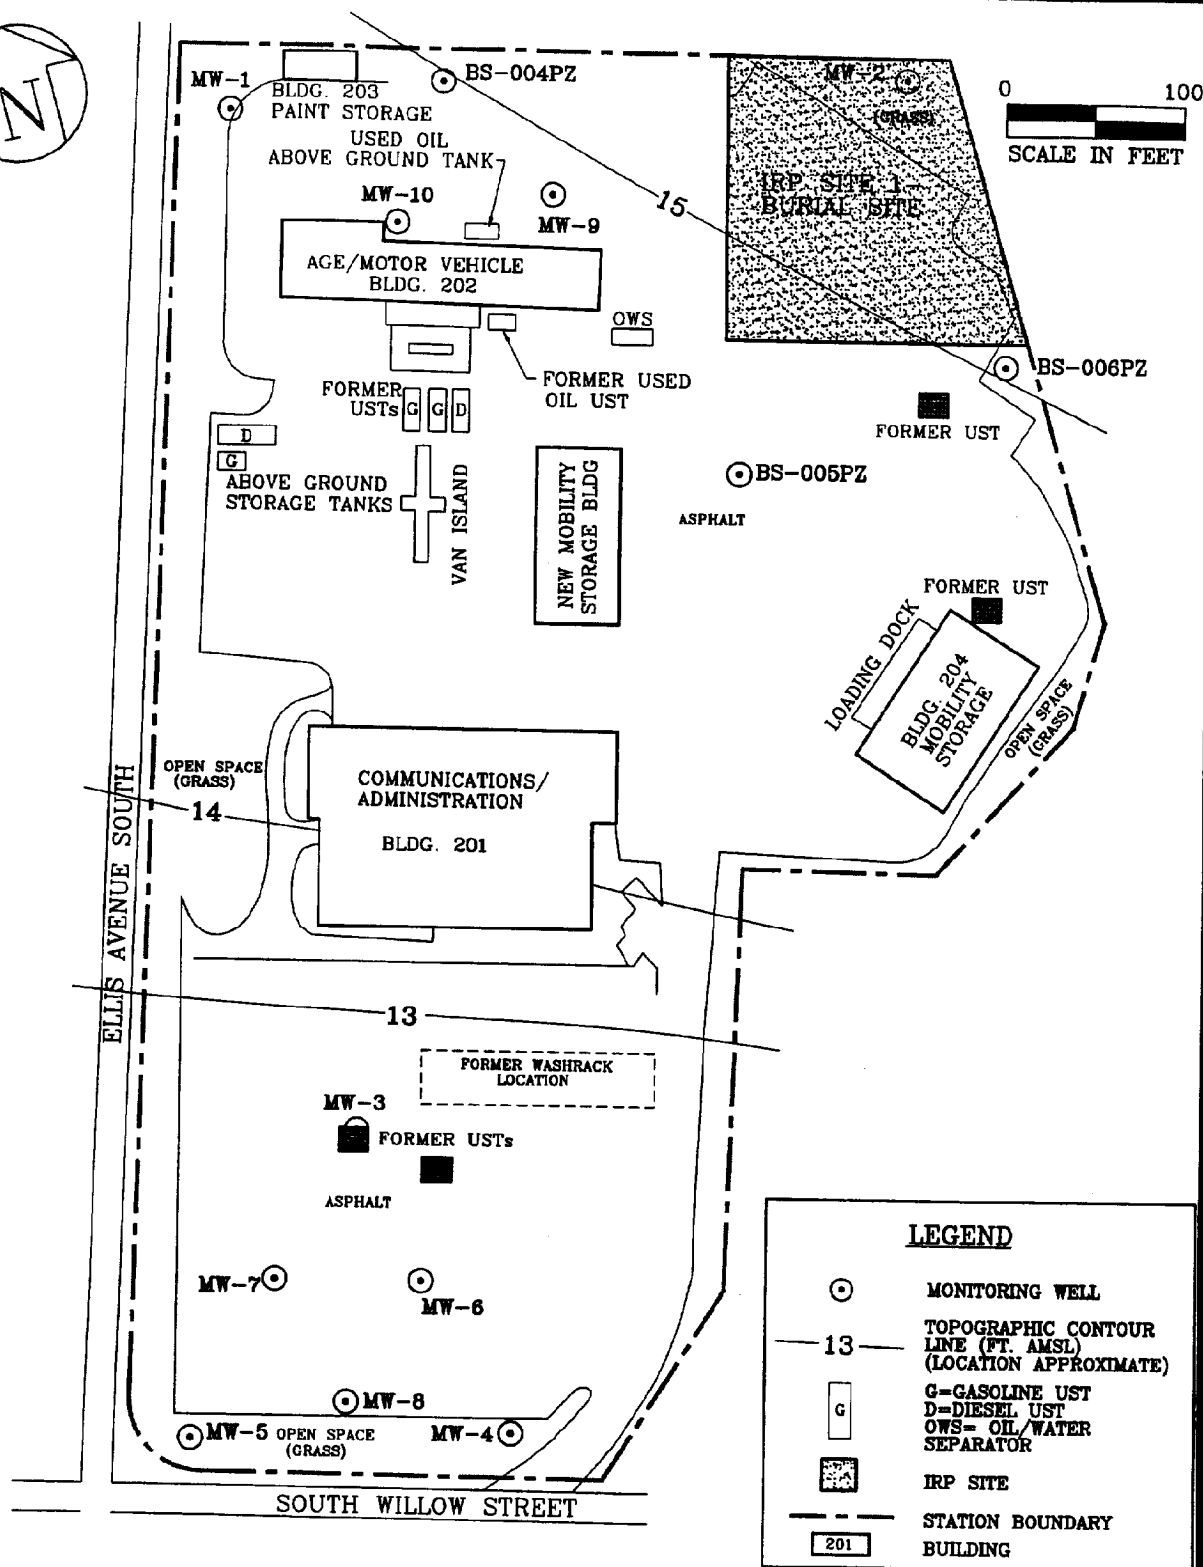 N
MW-1
BLDG. 203
PAINT STORAGE
BS-004PZ
MW-2
(GRASS)
0 100
SCALE IN FEET
USED OIL
ABOVE GROUND TANK
MW-10
MW-9
15
IRP SITE 1-
BURIAL SITE
AGE/MOTOR VEHICLE
BLDG. 202
OWS
FORMER USED
OIL UST
FORMER
USTs
G G D
BS-006PZ
FORMER UST
D
G
ABOVE GROUND
STORAGE TANKS
VAN ISLAND
NEW MOBILITY
STORAGE BLDG
BS-005PZ
ASPHALT
FORMER UST
LOADING DOCK
BLDG. 204
MOBILITY
STORAGE
OPEN SPACE
(GRASS)
OPEN SPACE
(GRASS)
14
COMMUNICATIONS/
ADMINISTRATION
BLDG. 201
ELLIS AVENUE SOUTH
13
FORMER WASHRACK
LOCATION
MW-3
FORMER USTs
ASPHALT
MW-7
MW-6
MW-8
MW-5
OPEN SPACE
(GRASS)
MW-4
SOUTH WILLOW STREET
LEGEND
MONITORING WELL
13
TOPOGRAPHIC CONTOUR
LINE (FT. AMSL)
(LOCATION APPROXIMATE)
G
G=GASOLINE UST
D=DIESEL UST
OWS= OIL/WATER
SEPARATOR
IRP SITE
STATION BOUNDARY
201
BUILDING